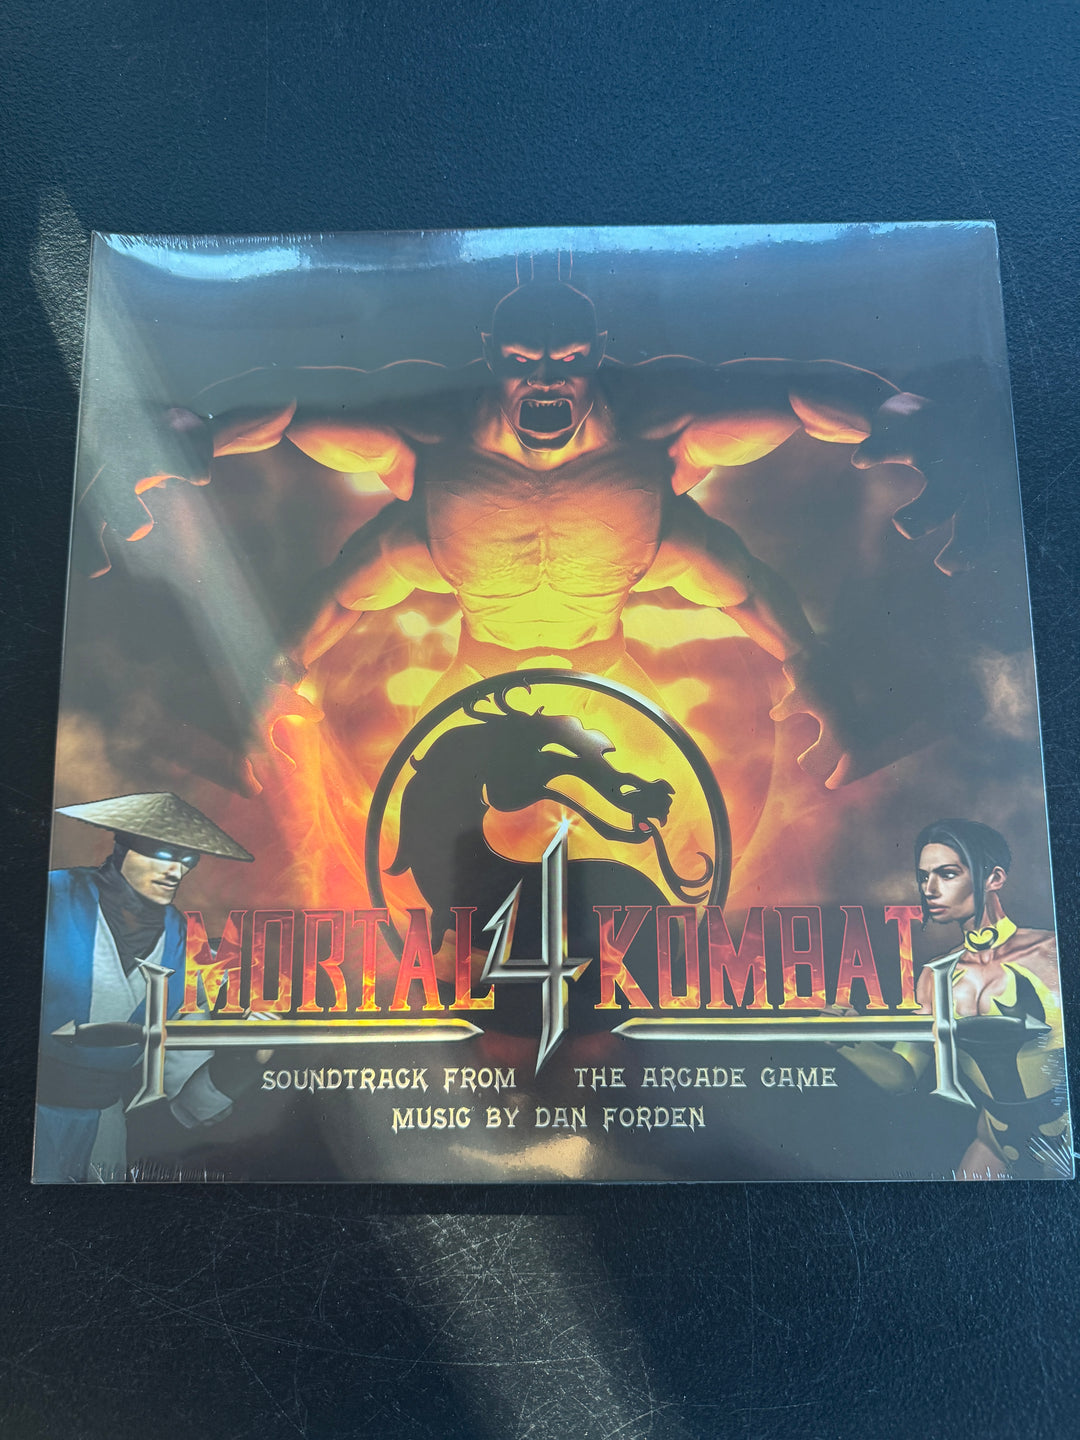 MORTAL 4 KOMBAT
SOUNDTRACK FROM THE ARCADE GAME
MUSIC BY DAN FORDEN